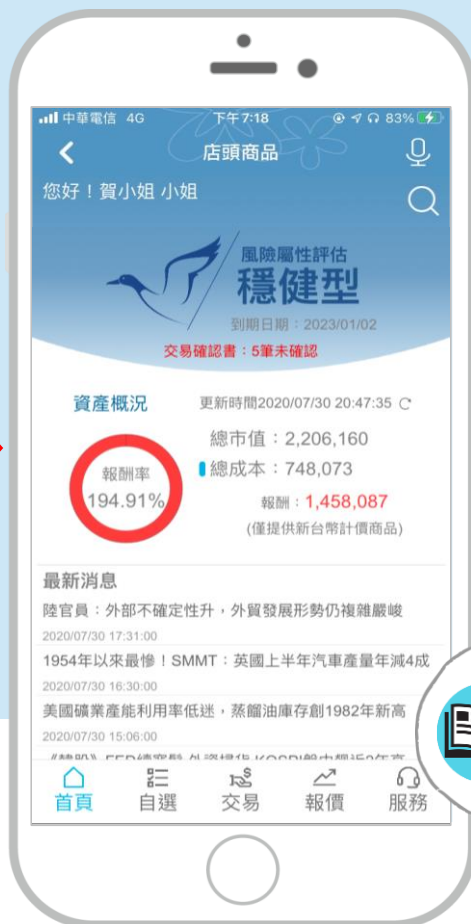 中華電信 4G 下午7:18 83%
店頭商品
您好！賀小姐 小姐
風險屬性評估
穩健型
到期日期：2023/01/02
交易確認書：5筆未確認
資產概況 更新時間2020/07/30 20:47:35
總市值：2,206,160
報酬率
194.91%
總成本：748,073
報酬：1,458,087
(僅提供新台幣計價商品)
最新消息
陸官員：外部不確定性升，外貿發展形勢仍複雜嚴峻
2020/07/30 17:31:00
1954年以來最慘！SMMT：英國上半年汽車產量年減4成
2020/07/30 16:30:00
美國礦業產能利用率低迷，蒸餾油庫存創1982年新高
2020/07/30 15:06:00
首頁 自選 交易 報價 服務